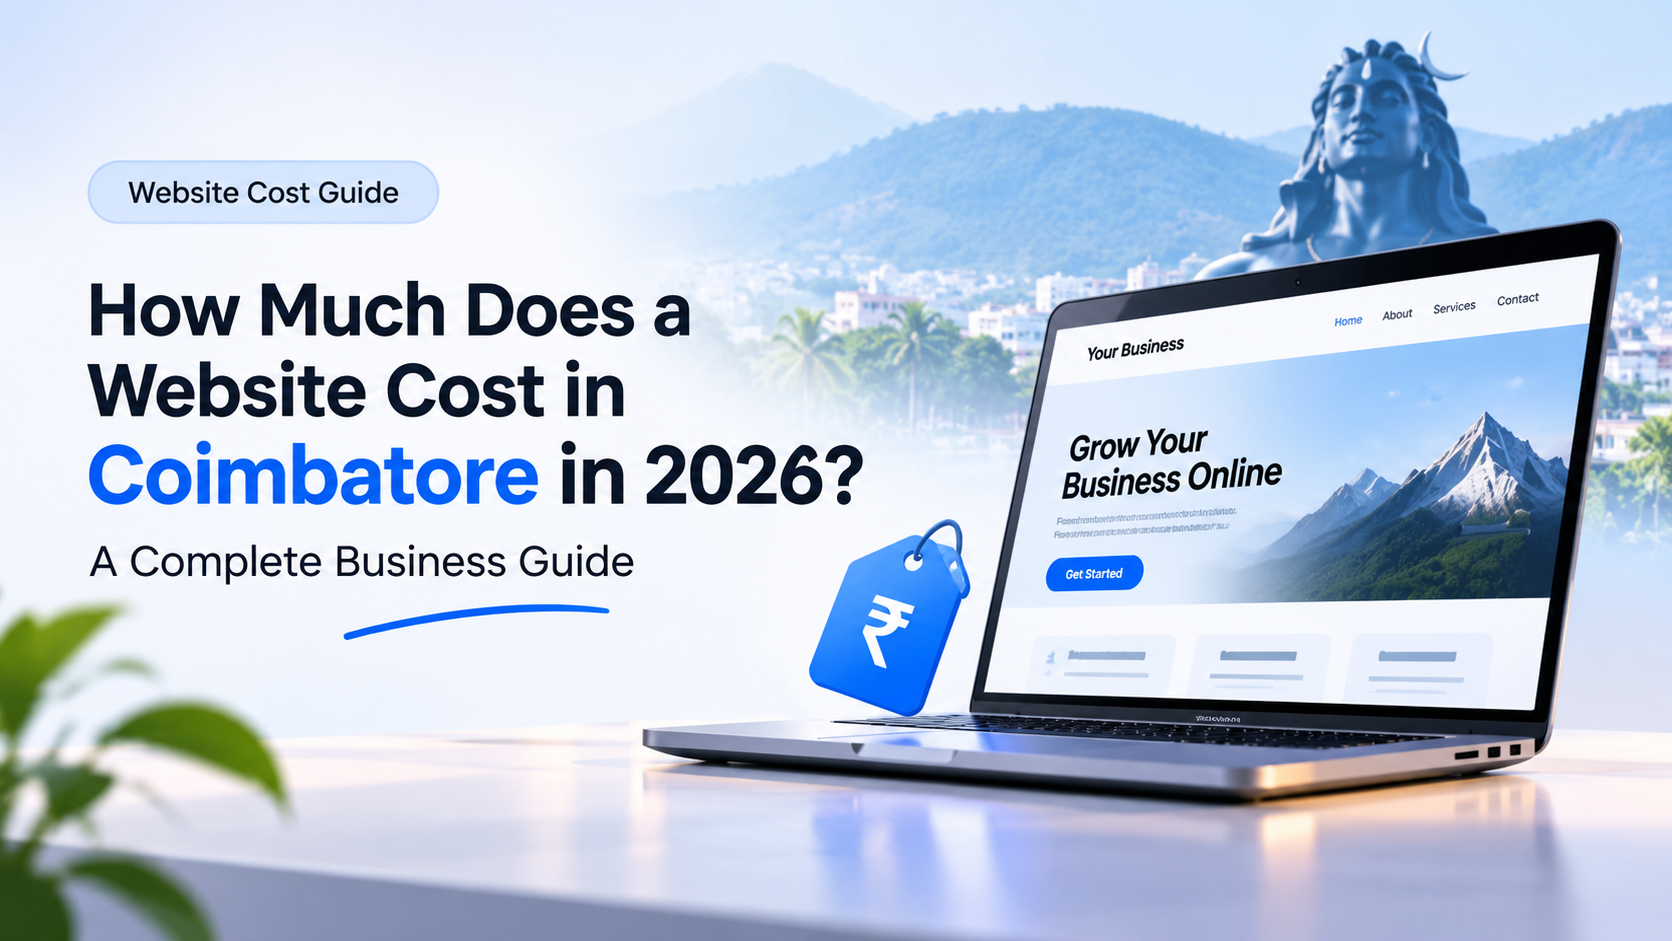 Website Cost Guide
How Much Does a
Website Cost in
Coimbatore in 2026?
A Complete Business Guide
₹
Your Business
Home About Services Contact
Grow Your
Business Online
Get Started